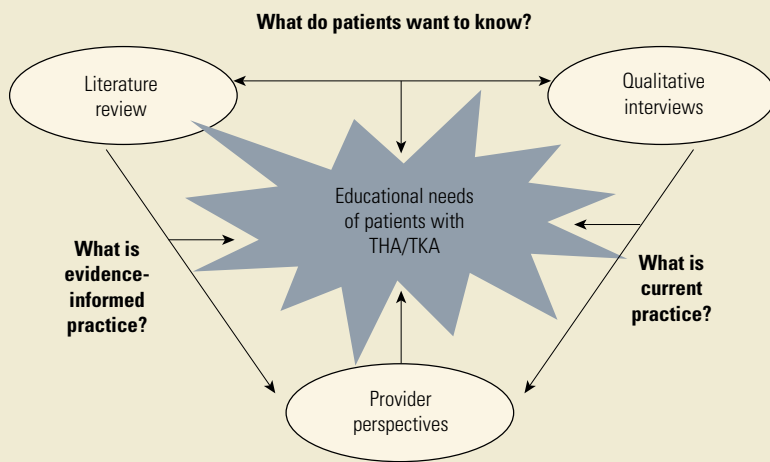 What do patients want to know?
Literature
review
Qualitative
interviews
Educational needs
of patients with
THA/TKA
What is
evidence-
informed
practice?
What is
current
practice?
Provider
perspectives